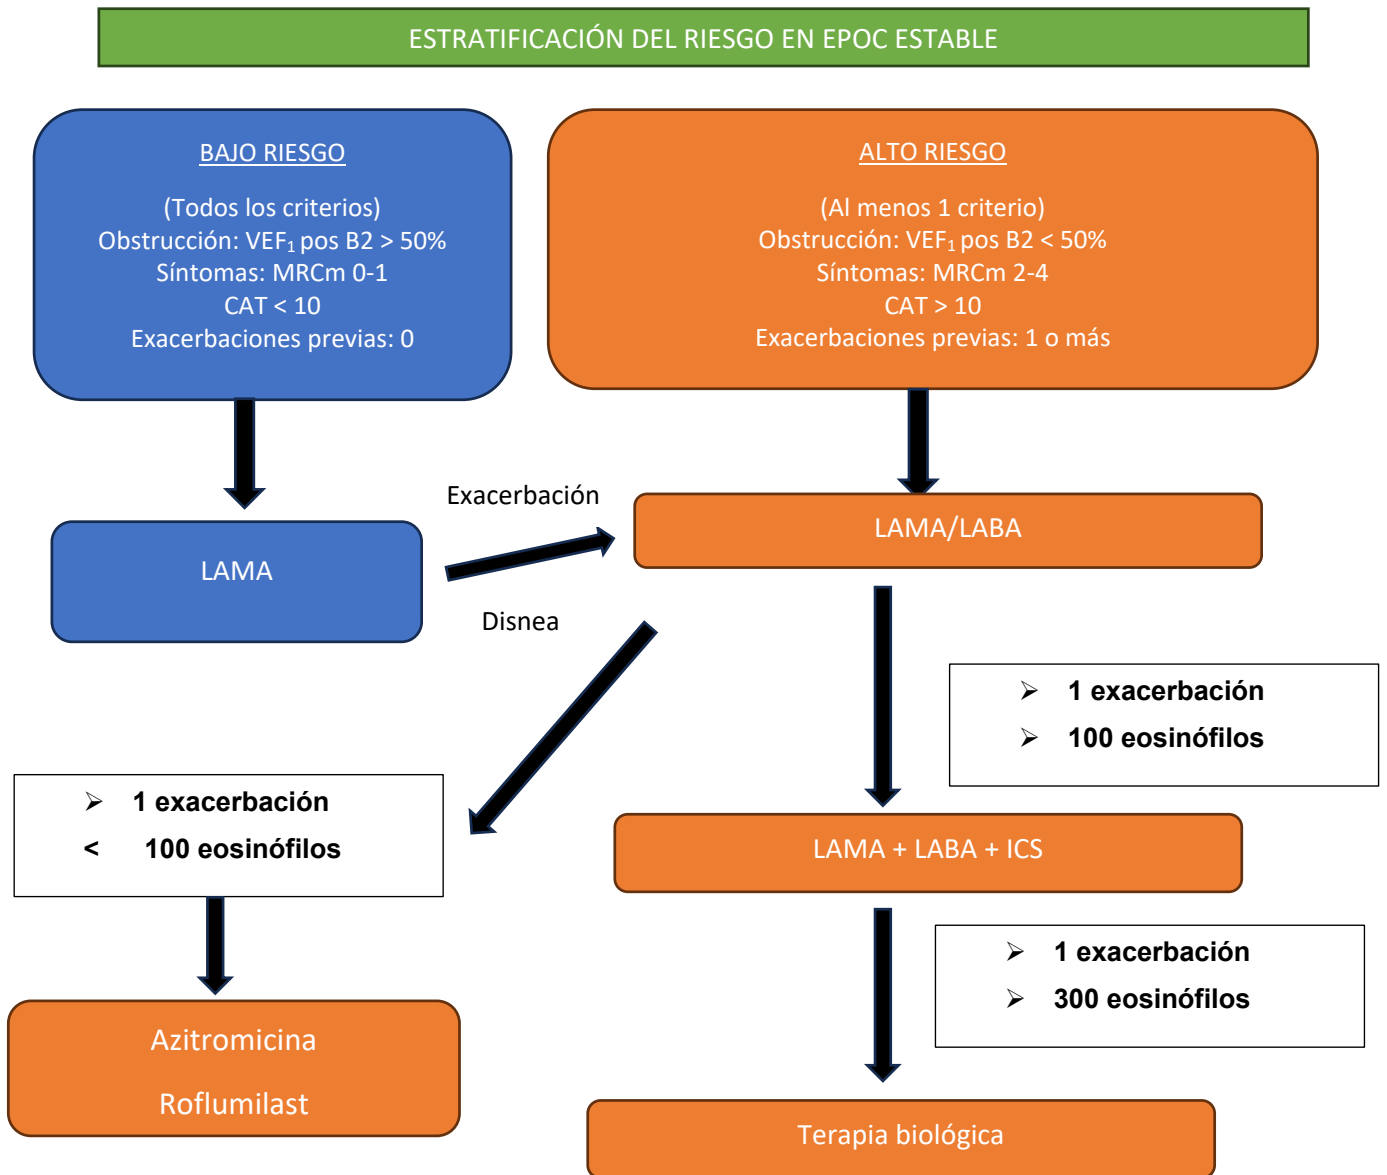 ESTRATIFICACIÓN DEL RIESGO EN EPOC ESTABLE
BAJO RIESGO
(Todos los criterios)
Obstrucción: VEF₁ pos B2 > 50%
Síntomas: MRCm 0-1
CAT < 10
Exacerbaciones previas: 0
ALTO RIESGO
(Al menos 1 criterio)
Obstrucción: VEF₁ pos B2 < 50%
Síntomas: MRCm 2-4
CAT > 10
Exacerbaciones previas: 1 o más
Exacerbación
LAMA/LABA
LAMA
Disnea
➢ 1 exacerbación
➢ 100 eosinófilos
➢ 1 exacerbación
< 100 eosinófilos
LAMA + LABA + ICS
➢ 1 exacerbación
➢ 300 eosinófilos
Azitromicina
Roflumilast
Terapia biológica